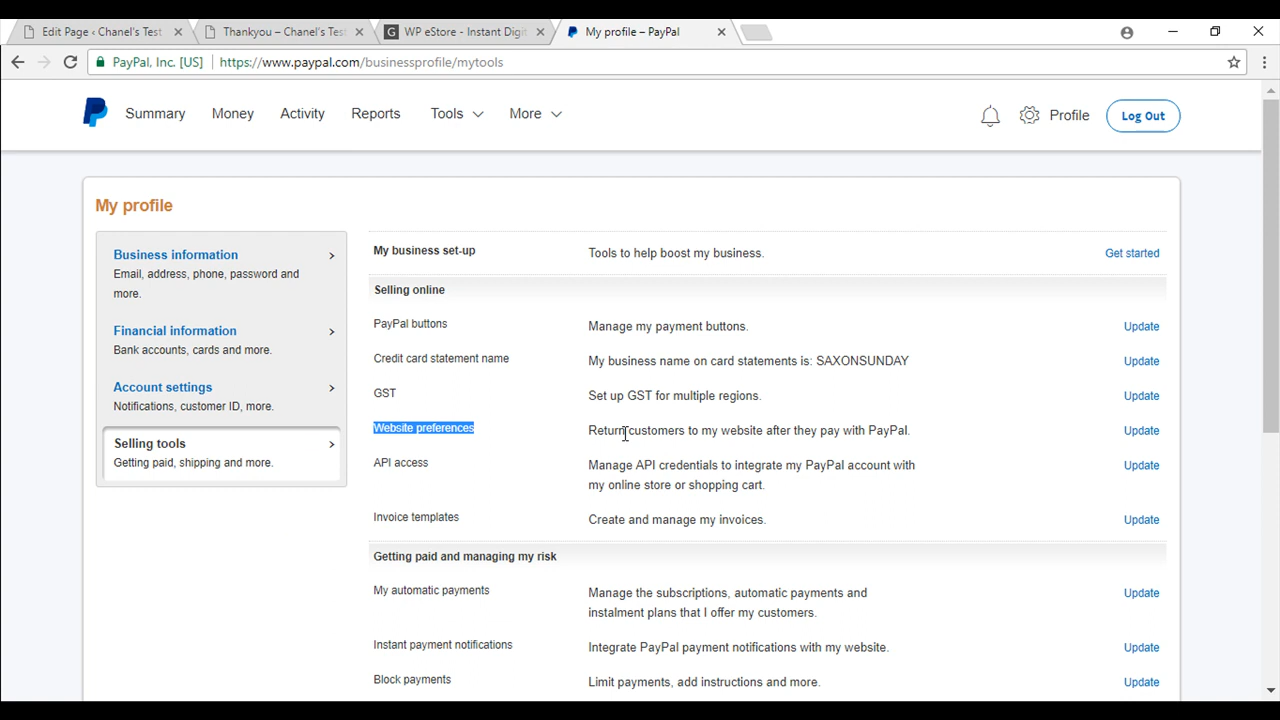 Edit Page ‹ Chanel's Test
Thankyou – Chanel's Test
WP eStore - Instant Digit
My profile – PayPal
PayPal, Inc. [US]
https://www.paypal.com/businessprofile/mytools
Summary
Money
Activity
Reports
Tools
More
Profile
Log Out
My profile
Business information
Email, address, phone, password and
more.
Financial information
Bank accounts, cards and more.
Account settings
Notifications, customer ID, more.
Selling tools
Getting paid, shipping and more.
My business set-up
Tools to help boost my business.
Get started
Selling online
PayPal buttons
Manage my payment buttons.
Update
Credit card statement name
My business name on card statements is: SAXONSUNDAY
Update
GST
Set up GST for multiple regions.
Update
Website preferences
Return customers to my website after they pay with PayPal.
Update
API access
Manage API credentials to integrate my PayPal account with
my online store or shopping cart.
Update
Invoice templates
Create and manage my invoices.
Update
Getting paid and managing my risk
My automatic payments
Manage the subscriptions, automatic payments and
instalment plans that I offer my customers.
Update
Instant payment notifications
Integrate PayPal payment notifications with my website.
Update
Block payments
Limit payments, add instructions and more.
Update